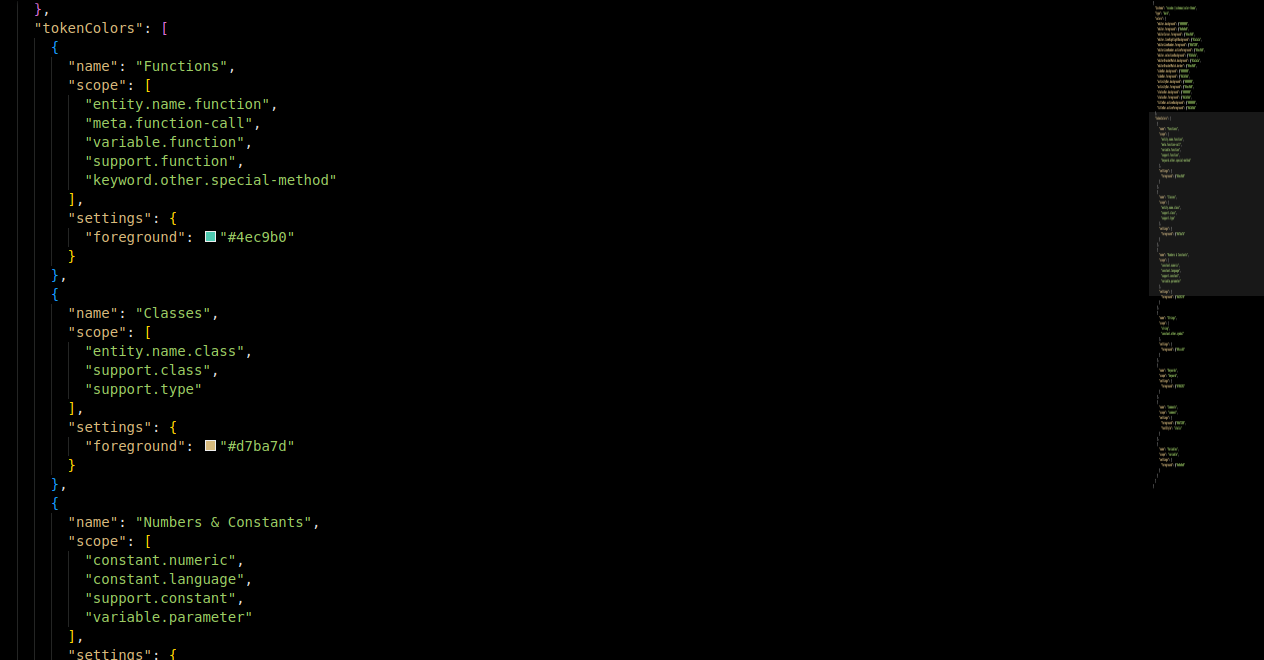 },
"tokenColors": [
{
"name": "Functions",
"scope": [
"entity.name.function",
"meta.function-call",
"variable.function",
"support.function",
"keyword.other.special-method"
],
"settings": {
"foreground": "#4ec9b0"
}
},
{
"name": "Classes",
"scope": [
"entity.name.class",
"support.class",
"support.type"
],
"settings": {
"foreground": "#d7ba7d"
}
},
{
"name": "Numbers & Constants",
"scope": [
"constant.numeric",
"constant.language",
"support.constant",
"variable.parameter"
],
"settings": {